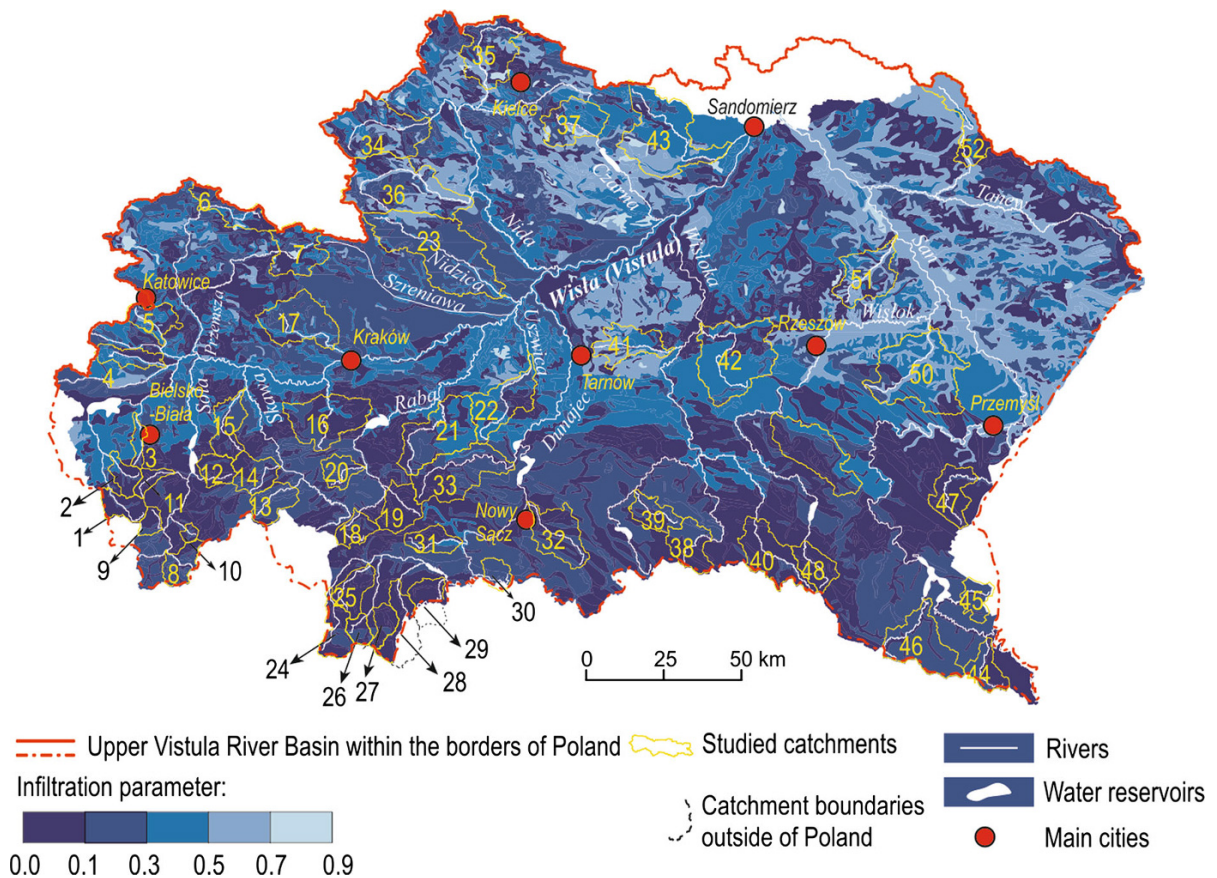 35
Kielce
Sandomierz
37
43
34
52
Czarna
36
Tanew
6
Nida
San
23
Nidzica
Wisłoka
7
Wisła (Vistula)
51
Katowice
Szreniawa
5
Przemsza
17
Wisłok
Rzeszów
Kraków
Uszwica
41
42
50
4
Tarnów
Bielsko
-Biała
Soła
Skawa
Raba
Dunajec
Przemyśl
15
16
21
22
3
12
14
20
33
2
11
13
47
1
19
Nowy
Sącz
39
18
31
32
38
40
48
9
8
10
30
25
45
29
46
24
26
27
28
44
0 25 50 km
Upper Vistula River Basin within the borders of Poland
Studied catchments
Rivers
Infiltration parameter:
Water reservoirs
Catchment boundaries
outside of Poland
Main cities
0.0 0.1 0.3 0.5 0.7 0.9